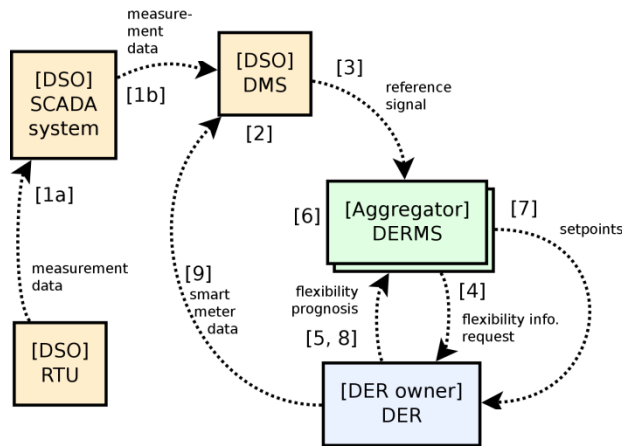 measure-
ment
data
[DSO]
SCADA
system
[1b]
[DSO]
DMS
[3]
reference
signal
[2]
[1a]
[6]
[Aggregator]
DERMS
[7]
setpoints
measurement
data
[9]
smart
meter
data
flexibility
prognosis
[4]
flexibility info.
request
[5, 8]
[DSO]
RTU
[DER owner]
DER